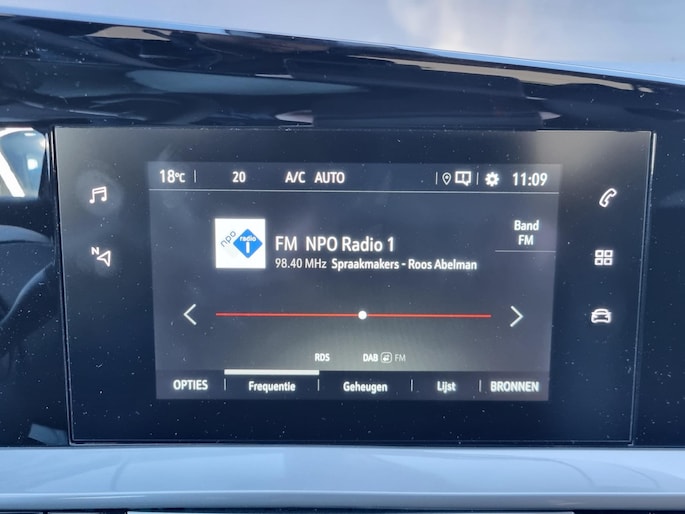 18°C 20 A/C AUTO 11:09
npo radio 1
FM NPO Radio 1
98.40 MHz Spraakmakers - Roos Abelman
Band
FM
N
RDS DAB FM
OPTIES Frequentie Geheugen Lijst BRONNEN